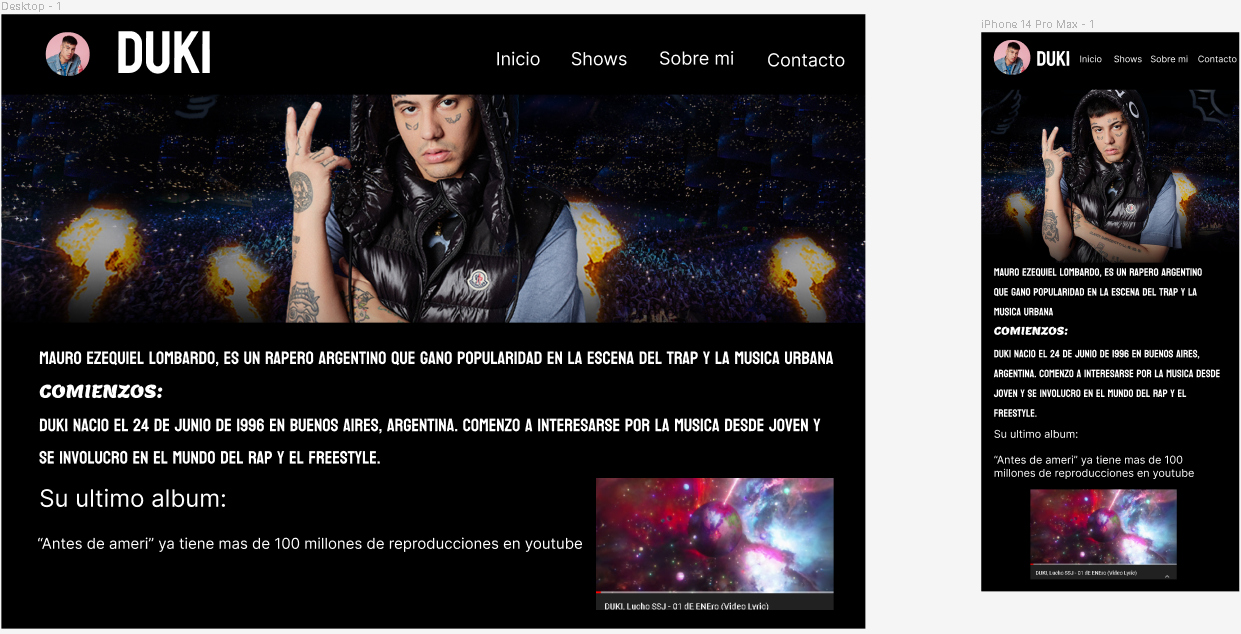 Desktop - 1
DUKI
Inicio
Shows
Sobre mi
Contacto
MAURO EZEQUIEL LOMBARDO, ES UN RAPERO ARGENTINO QUE GANO POPULARIDAD EN LA ESCENA DEL TRAP Y LA MUSICA URBANA
COMIENZOS:
DUKI NACIO EL 24 DE JUNIO DE 1996 EN BUENOS AIRES, ARGENTINA. COMENZO A INTERESARSE POR LA MUSICA DESDE JOVEN Y
SE INVOLUCRO EN EL MUNDO DEL RAP Y EL FREESTYLE.
Su ultimo album:
“Antes de ameri” ya tiene mas de 100 millones de reproducciones en youtube
DUKI, Lucho SSJ - 01 dE ENEro (Video Lyric)
iPhone 14 Pro Max - 1
DUKI
Inicio
Shows
Sobre mi
Contacto
MAURO EZEQUIEL LOMBARDO, ES UN RAPERO ARGENTINO
QUE GANO POPULARIDAD EN LA ESCENA DEL TRAP Y LA
MUSICA URBANA
COMIENZOS:
DUKI NACIO EL 24 DE JUNIO DE 1996 EN BUENOS AIRES,
ARGENTINA. COMENZO A INTERESARSE POR LA MUSICA DESDE
JOVEN Y SE INVOLUCRO EN EL MUNDO DEL RAP Y EL
FREESTYLE.
Su ultimo album:
“Antes de ameri” ya tiene mas de 100
millones de reproducciones en youtube
DUKI, Lucho SSJ - 01 dE ENEro (Video Lyric)